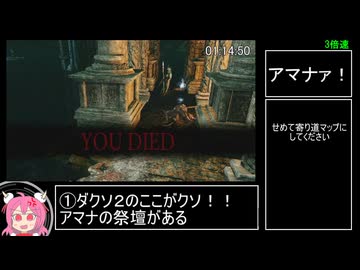 3倍速
01:14:50
アマナァ！
せめて寄り道マップに
してください
YOU DIED
①ダクソ２のここがクソ！！
アマナの祭壇がある